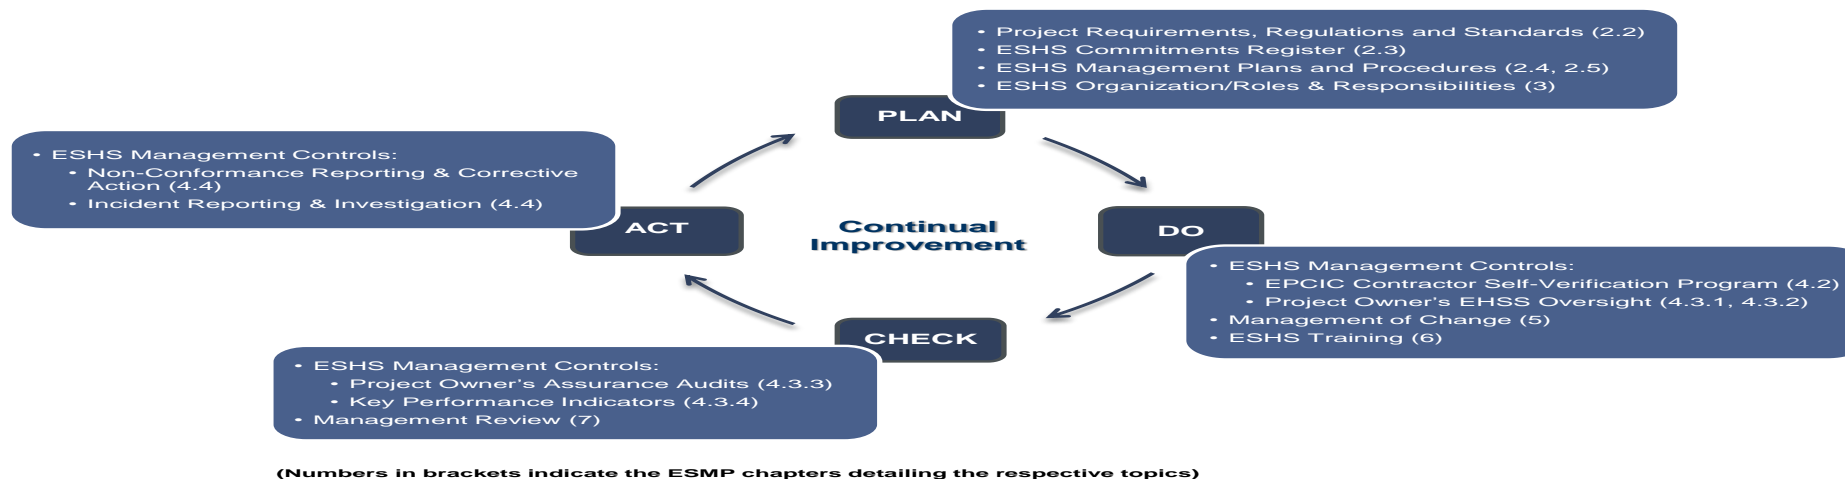 • Project Requirements, Regulations and Standards (2.2)
• ESHS Commitments Register (2.3)
• ESHS Management Plans and Procedures (2.4, 2.5)
• ESHS Organization/Roles & Responsibilities (3)
PLAN
• ESHS Management Controls:
• Non-Conformance Reporting & Corrective
Action (4.4)
• Incident Reporting & Investigation (4.4)
ACT
Continual
Improvement
DO
• ESHS Management Controls:
• EPCIC Contractor Self-Verification Program (4.2)
• Project Owner's EHSS Oversight (4.3.1, 4.3.2)
• Management of Change (5)
• ESHS Training (6)
CHECK
• ESHS Management Controls:
• Project Owner's Assurance Audits (4.3.3)
• Key Performance Indicators (4.3.4)
• Management Review (7)
(Numbers in brackets indicate the ESMP chapters detailing the respective topics)